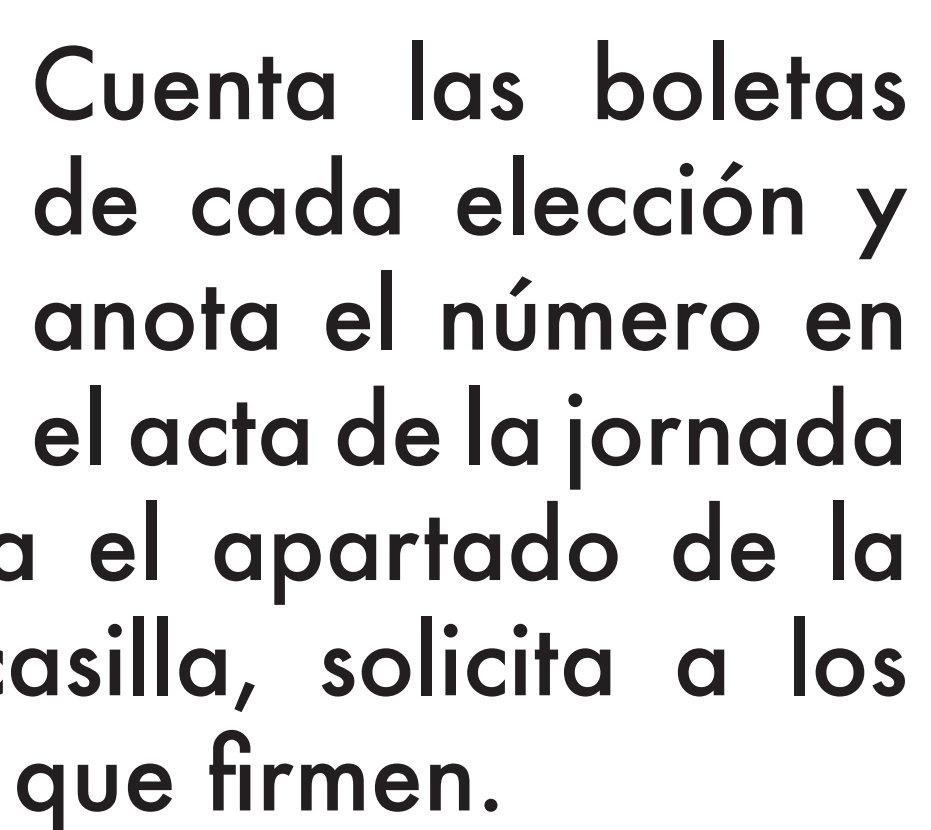 Cuenta las boletas
de cada elección y
anota el número en
el acta de la jornada
a el apartado de la
casilla, solicita a los
que firmen.